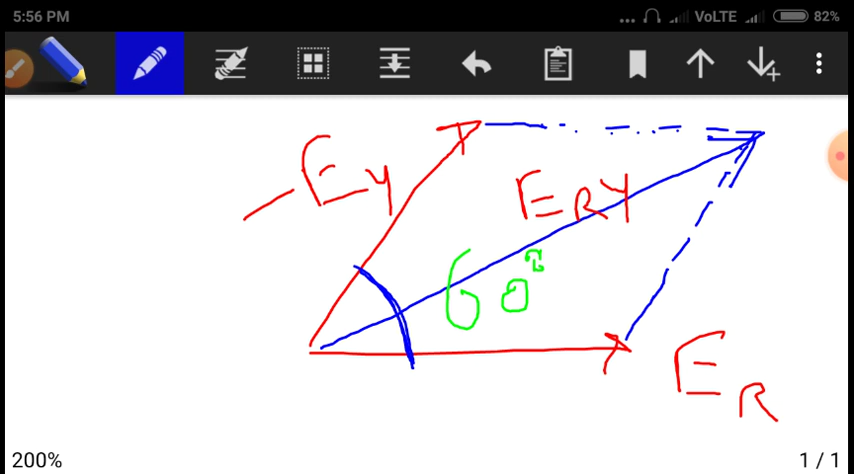 5:56 PM
... VoLTE 82%
-Ey
ERY
60°
ER
200%
1 / 1